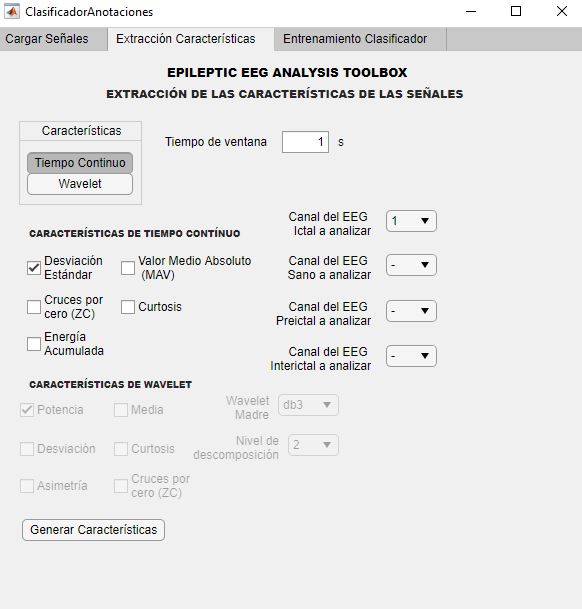 ClasificadorAnotaciones
Cargar Señales
Extracción Características
Entrenamiento Clasificador
EPILEPTIC EEG ANALYSIS TOOLBOX
EXTRACCIÓN DE LAS CARACTERÍSTICAS DE LAS SEÑALES
Características
Tiempo Continuo
Wavelet
Tiempo de ventana 1 s
Canal del EEG
Ictal a analizar
1
Canal del EEG
Sano a analizar
-
Canal del EEG
Preictal a analizar
-
Canal del EEG
Interictal a analizar
-
CARACTERÍSTICAS DE TIEMPO CONTÍNUO
Desviación
Estándar
Valor Medio Absoluto
(MAV)
Cruces por
cero (ZC)
Curtosis
Energía
Acumulada
CARACTERÍSTICAS DE WAVELET
Potencia
Media
Wavelet
Madre
db3
Desviación
Curtosis
Nivel de
descomposición
2
Asimetría
Cruces por
cero (ZC)
Generar Características